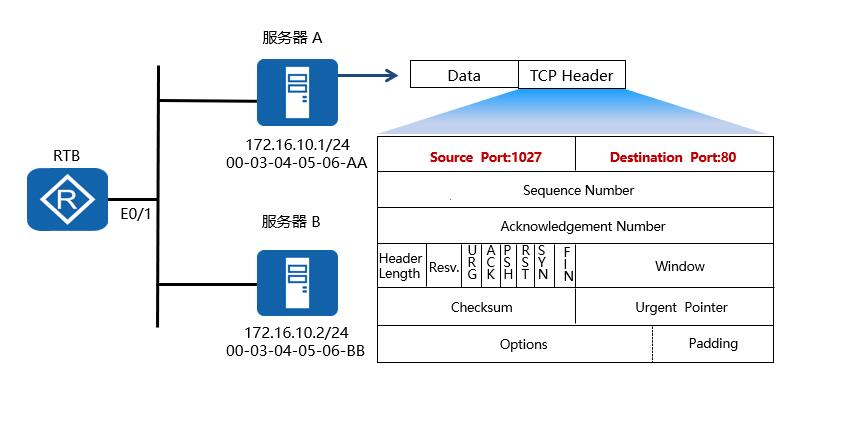 服务器 A
Data
TCP Header
172.16.10.1/24
00-03-04-05-06-AA
RTB
R
E0/1
服务器 B
172.16.10.2/24
00-03-04-05-06-BB
Source Port:1027
Destination Port:80
Sequence Number
Acknowledgement Number
Header Length
Resv.
URG
ACK
PSH
RST
SYN
FIN
Window
Checksum
Urgent Pointer
Options
Padding